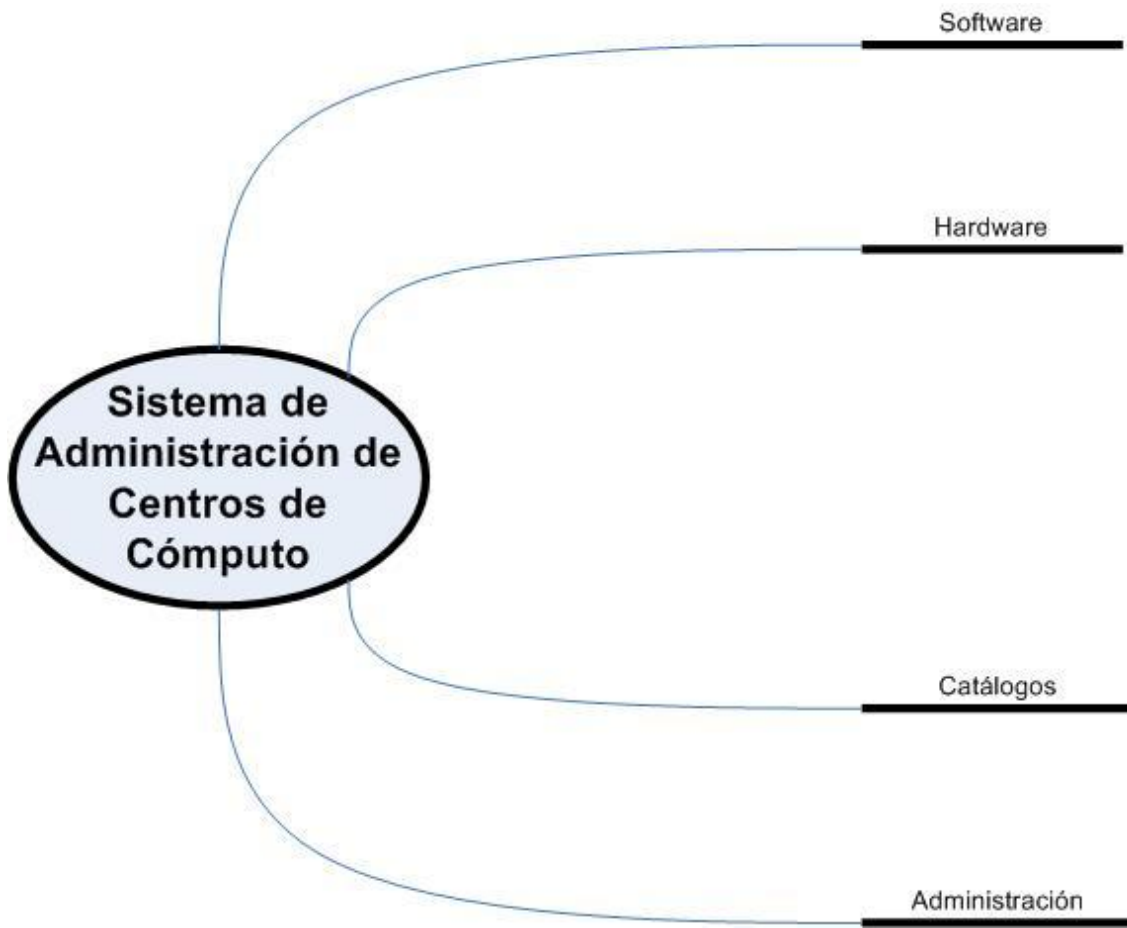 Software
Hardware
Sistema de
Administración de
Centros de
Cómputo
Catálogos
Administración